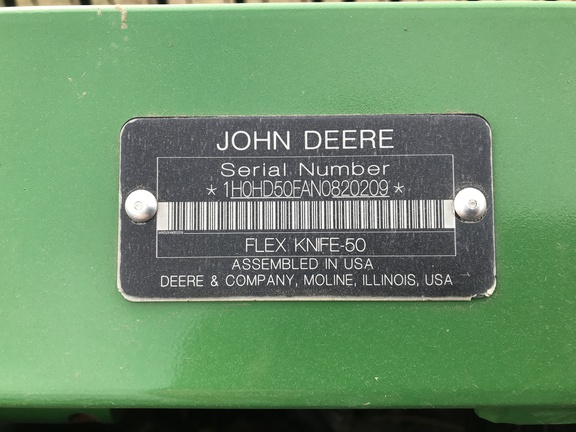 JOHN DEERE
Serial Number
*1H0HD50FAN0820209*
FLEX KNIFE-50
ASSEMBLED IN USA
DEERE & COMPANY, MOLINE, ILLINOIS, USA